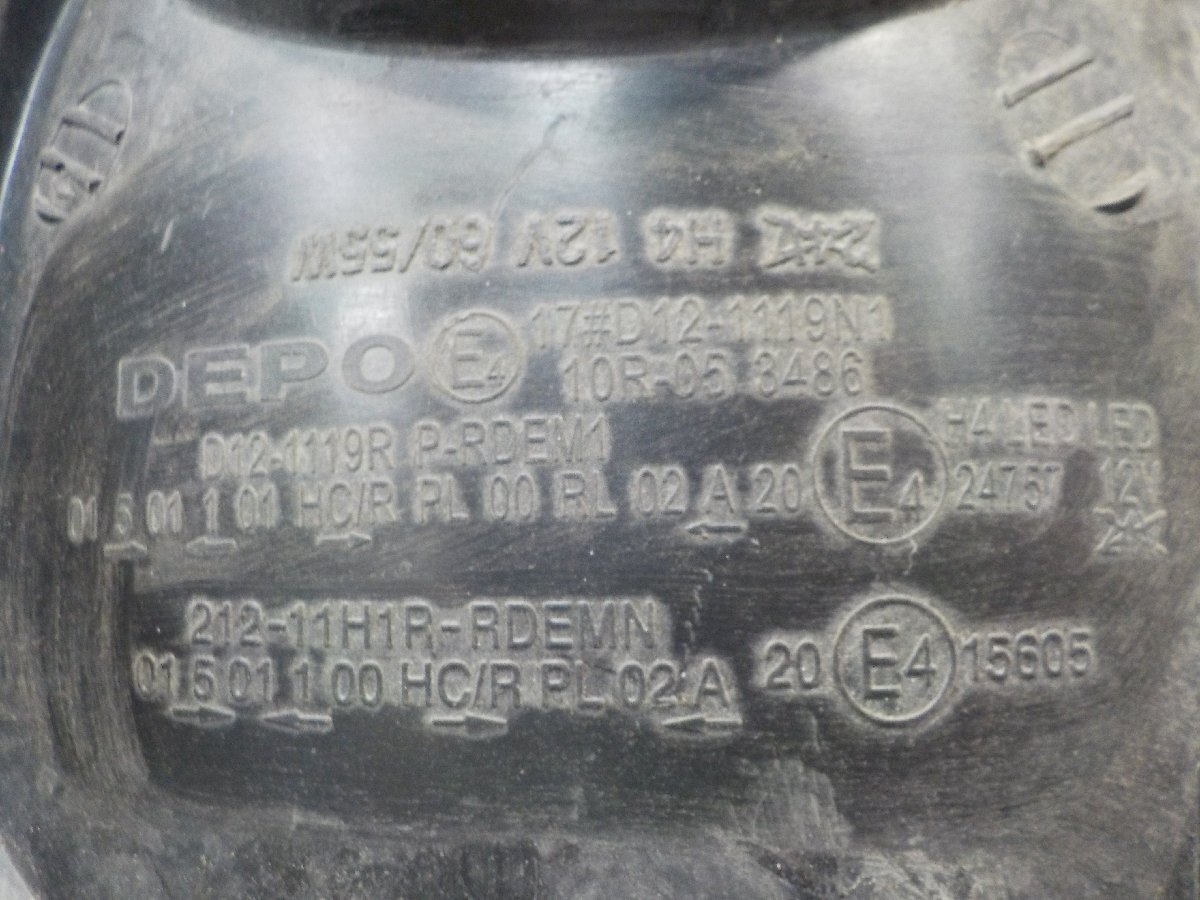 H4 12V 60/55W
17#D12-1119N1
DEPO E4 10R-05 3486
D12-1119R P-RDEM1
H4 LED LED
01 5 01 1 01 HC/R PL 00 RL 02 A 20 E4 24757 12V
212-11H1R-RDEMN
01 5 01 1 00 HC/R PL 02 A 20 E4 15605